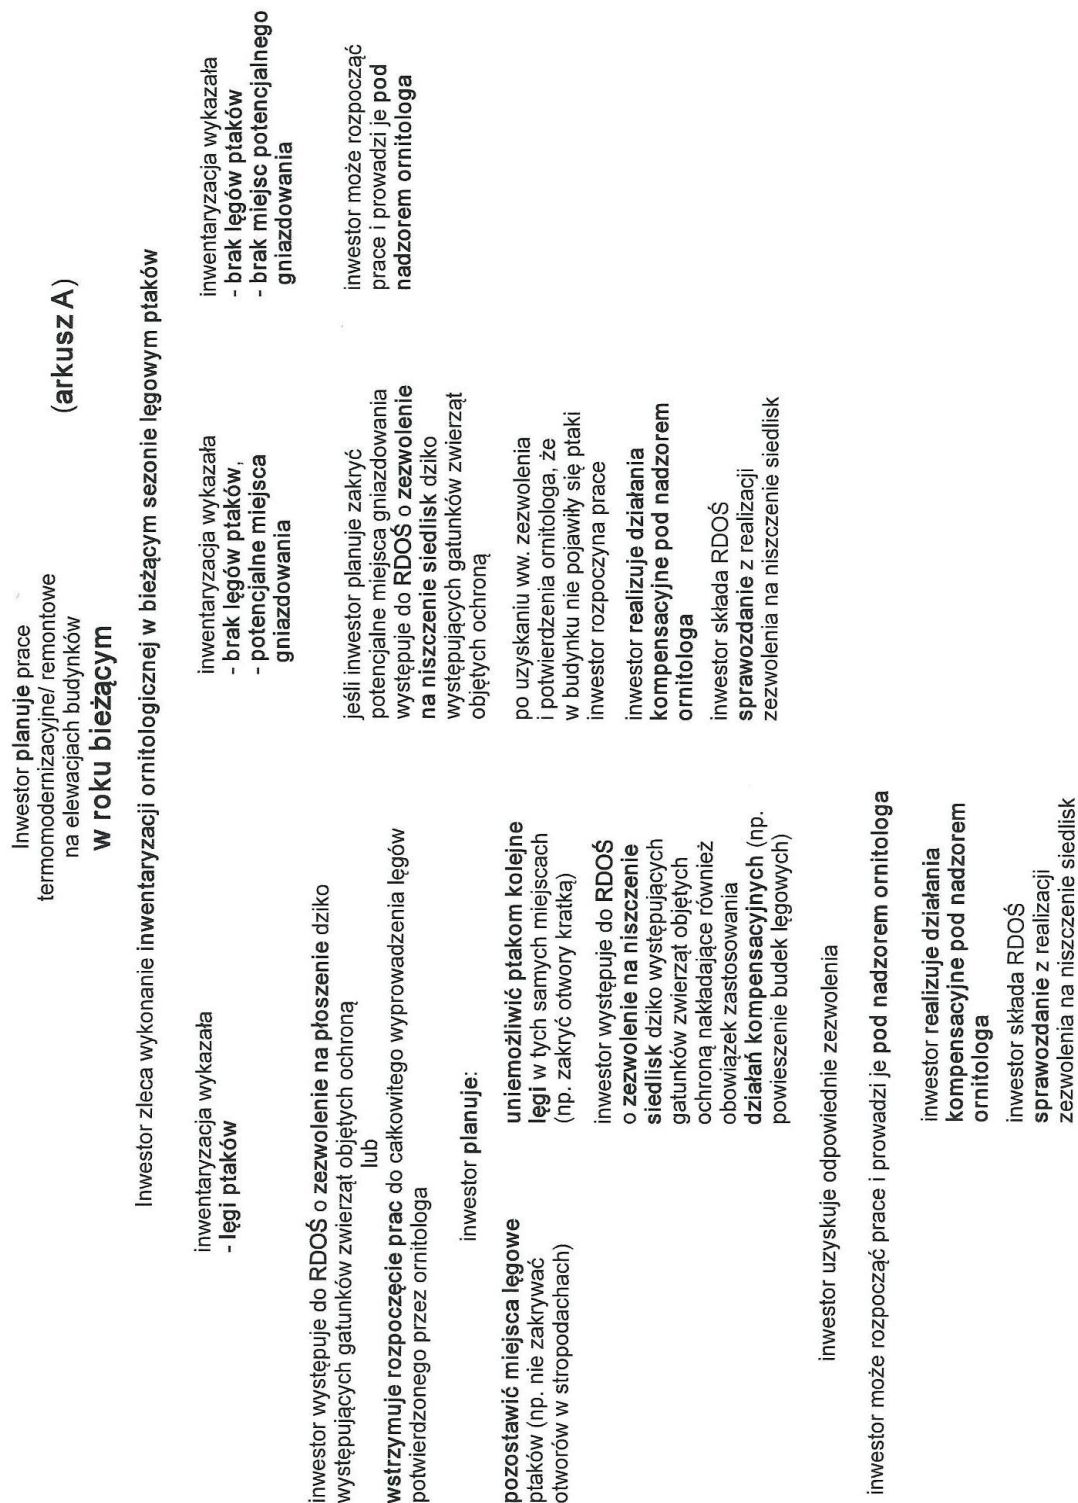 Inwestor planuje prace
termomodernizacyjne/ remontowe
na elewacjach budynków
w roku bieżącym
(arkusz A)
Inwestor zleca wykonanie inwentaryzacji ornitologicznej w bieżącym sezonie lęgowym ptaków
inwentaryzacja wykazała
- lęgi ptaków
inwestor występuje do RDOŚ o zezwolenie na płoszenie dziko
występujących gatunków zwierząt objętych ochroną
lub
wstrzymuje rozpoczęcie prac do całkowitego wyprowadzenia lęgów
potwierdzonego przez ornitologa
inwestor planuje:
pozostawić miejsca lęgowe
ptaków (np. nie zakrywać
otworów w stropodachach)
uniemożliwić ptakom kolejne
lęgi w tych samych miejscach
(np. zakryć otwory kratką)
inwestor występuje do RDOŚ
o zezwolenie na niszczenie
siedlisk dziko występujących
gatunków zwierząt objętych
ochroną nakładające również
obowiązek zastosowania
działań kompensacyjnych (np.
powieszenie budek lęgowych)
inwestor uzyskuje odpowiednie zezwolenia
inwestor może rozpocząć prace i prowadzi je pod nadzorem ornitologa
inwestor realizuje działania
kompensacyjne pod nadzorem
ornitologa
inwestor składa RDOŚ
sprawozdanie z realizacji
zezwolenia na niszczenie siedlisk
inwentaryzacja wykazała
- brak lęgów ptaków,
- potencjalne miejsca
gniazdowania
jeśli inwestor planuje zakryć
potencjalne miejsca gniazdowania
występuje do RDOŚ o zezwolenie
na niszczenie siedlisk dziko
występujących gatunków zwierząt
objętych ochroną
po uzyskaniu ww. zezwolenia
i potwierdzenia ornitologa, że
w budynku nie pojawiły się ptaki
inwestor rozpoczyna prace
inwestor realizuje działania
kompensacyjne pod nadzorem
ornitologa
inwestor składa RDOŚ
sprawozdanie z realizacji
zezwolenia na niszczenie siedlisk
inwentaryzacja wykazała
- brak lęgów ptaków
- brak miejsc potencjalnego
gniazdowania
inwestor może rozpocząć
prace i prowadzi je pod
nadzorem ornitologa